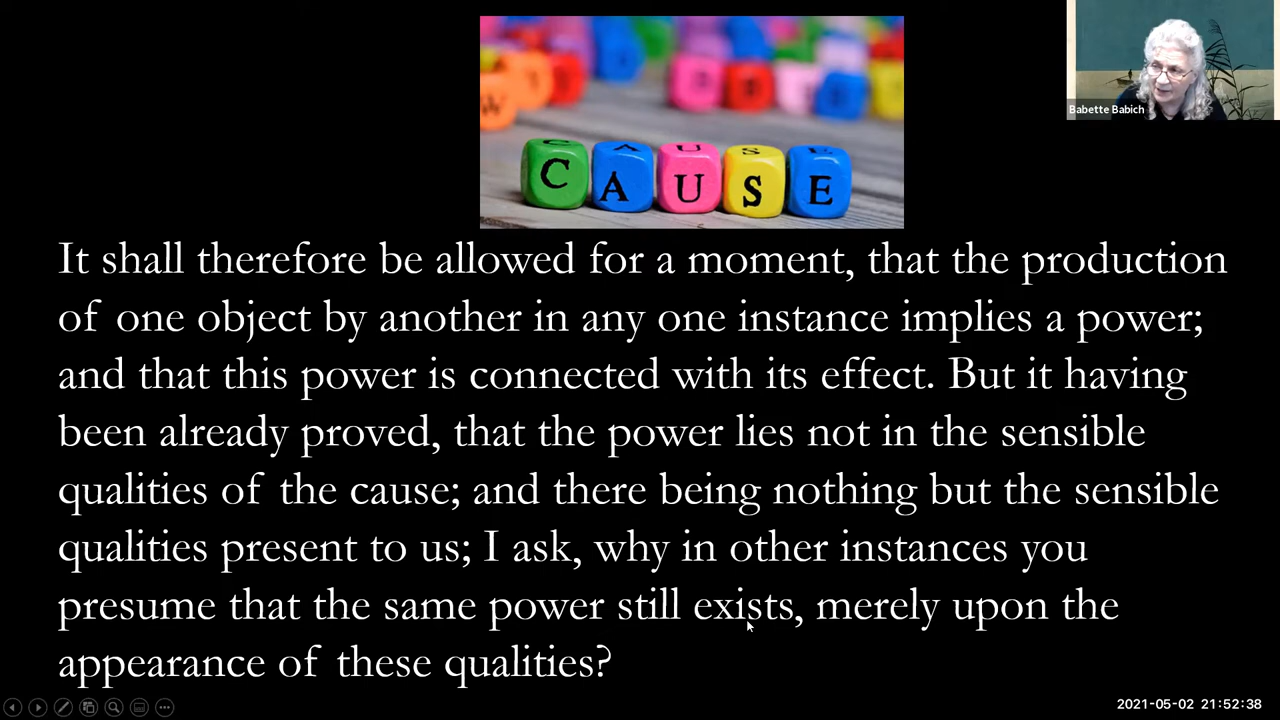 CAUSE
Babette Babich
It shall therefore be allowed for a moment, that the production
of one object by another in any one instance implies a power;
and that this power is connected with its effect. But it having
been already proved, that the power lies not in the sensible
qualities of the cause; and there being nothing but the sensible
qualities present to us; I ask, why in other instances you
presume that the same power still exists, merely upon the
appearance of these qualities?
2021-05-02 21:52:38